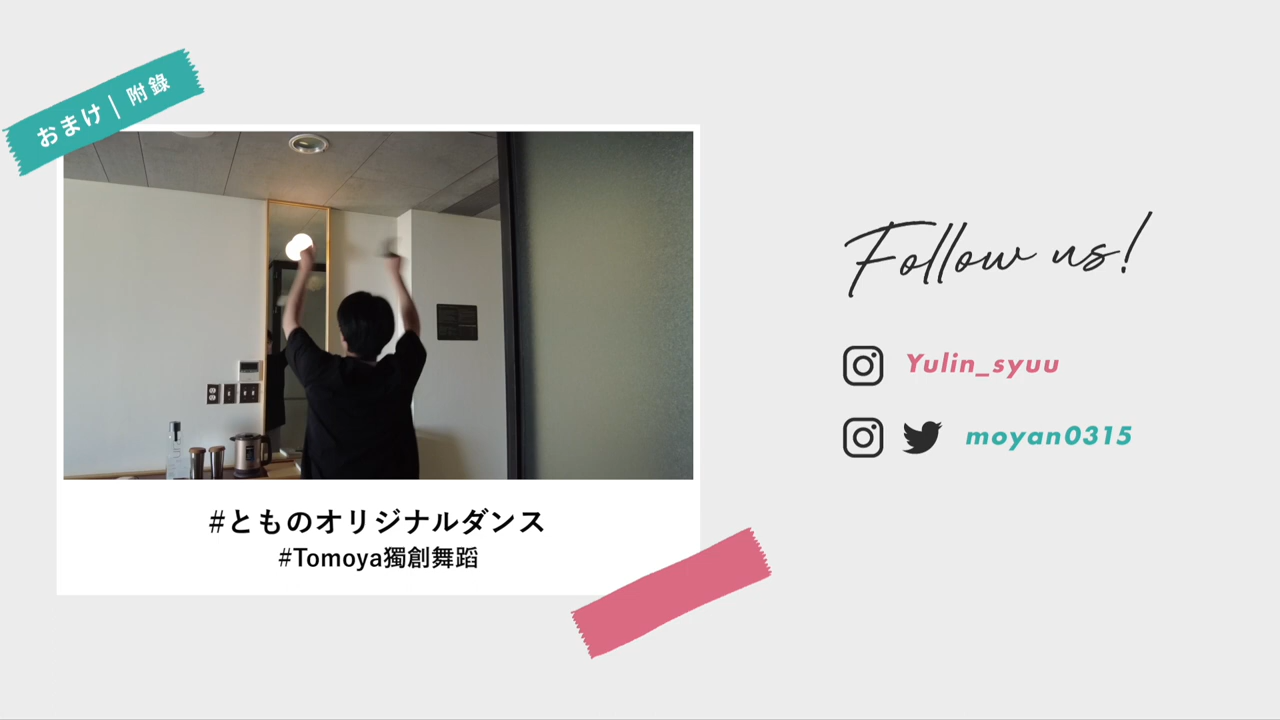 おまけ | 附錄
#とものオリジナルダンス
#Tomoya獨創舞蹈
Follow us!
Yulin_syuu
moyan0315